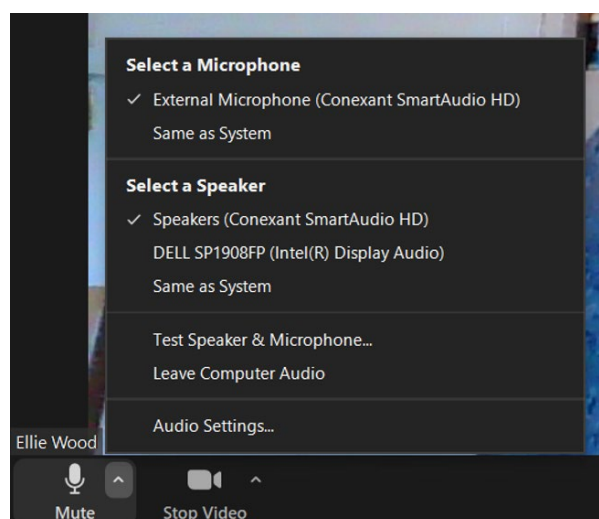 Select a Microphone
✓ External Microphone (Conexant SmartAudio HD)
Same as System
Select a Speaker
✓ Speakers (Conexant SmartAudio HD)
DELL SP1908FP (Intel(R) Display Audio)
Same as System
Test Speaker & Microphone...
Leave Computer Audio
Audio Settings...
Ellie Wood
Mute
Stop Video